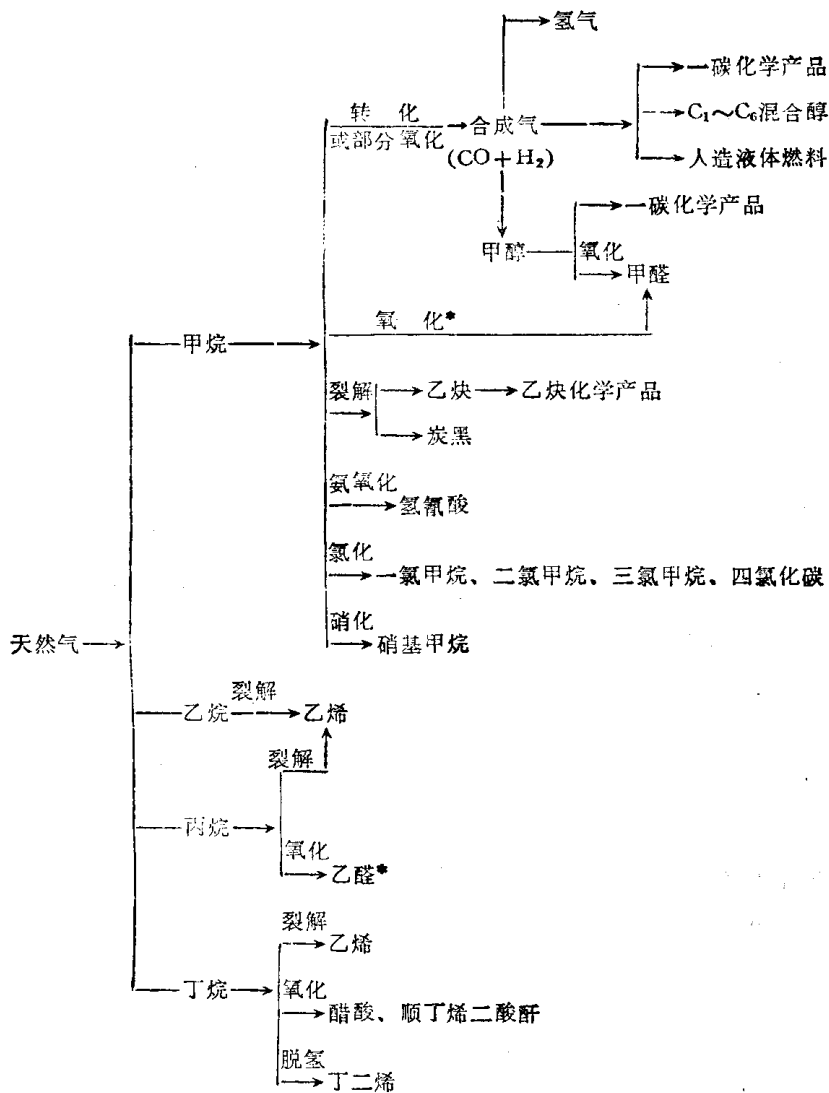 氢气
一碳化学产品
转化
或部分氧化
合成气
(CO+H₂)
C₁～C₆混合醇
人造液体燃料
一碳化学产品
甲醇
氧化
甲醛
氧化*
甲烷
裂解
乙炔
乙炔化学产品
炭黑
氨氧化
氢氰酸
氯化
一氯甲烷、二氯甲烷、三氯甲烷、四氯化碳
硝化
硝基甲烷
天然气
乙烷
裂解
乙烯
裂解
丙烷
氧化
乙醛*
裂解
乙烯
丁烷
氧化
醋酸、顺丁烯二酸酐
脱氢
丁二烯